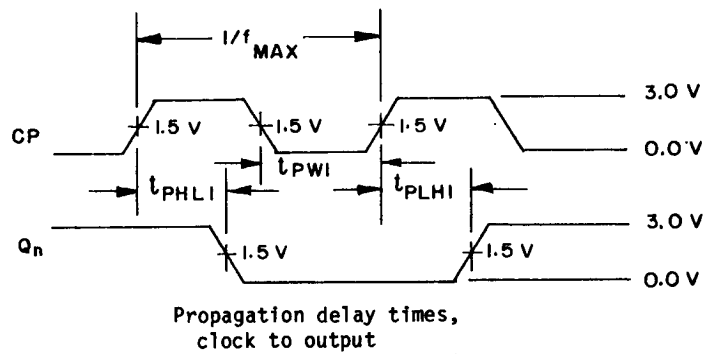 1/fMAX
3.0 V
CP
1.5 V
1.5 V
1.5 V
0.0 V
tPW1
tPHL1
tPLH1
3.0 V
Qn
1.5 V
1.5 V
0.0 V
Propagation delay times,
clock to output